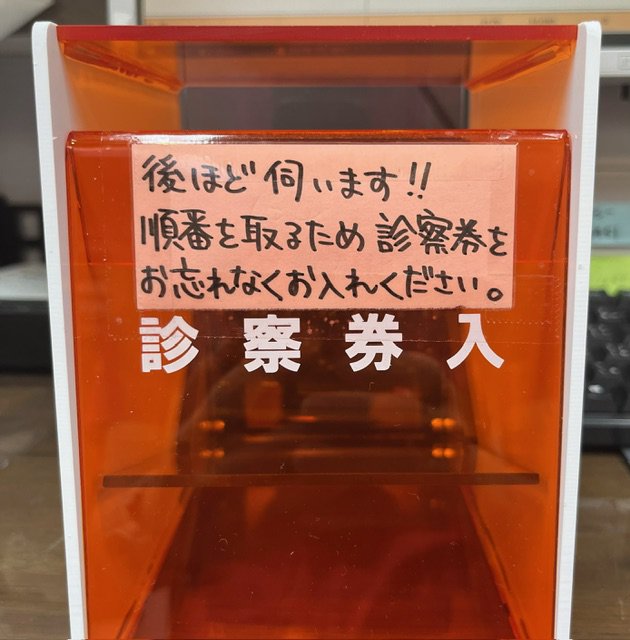 後ほど伺います!!
順番を取るため診察券を
お忘れなくお入れください。
診察券入